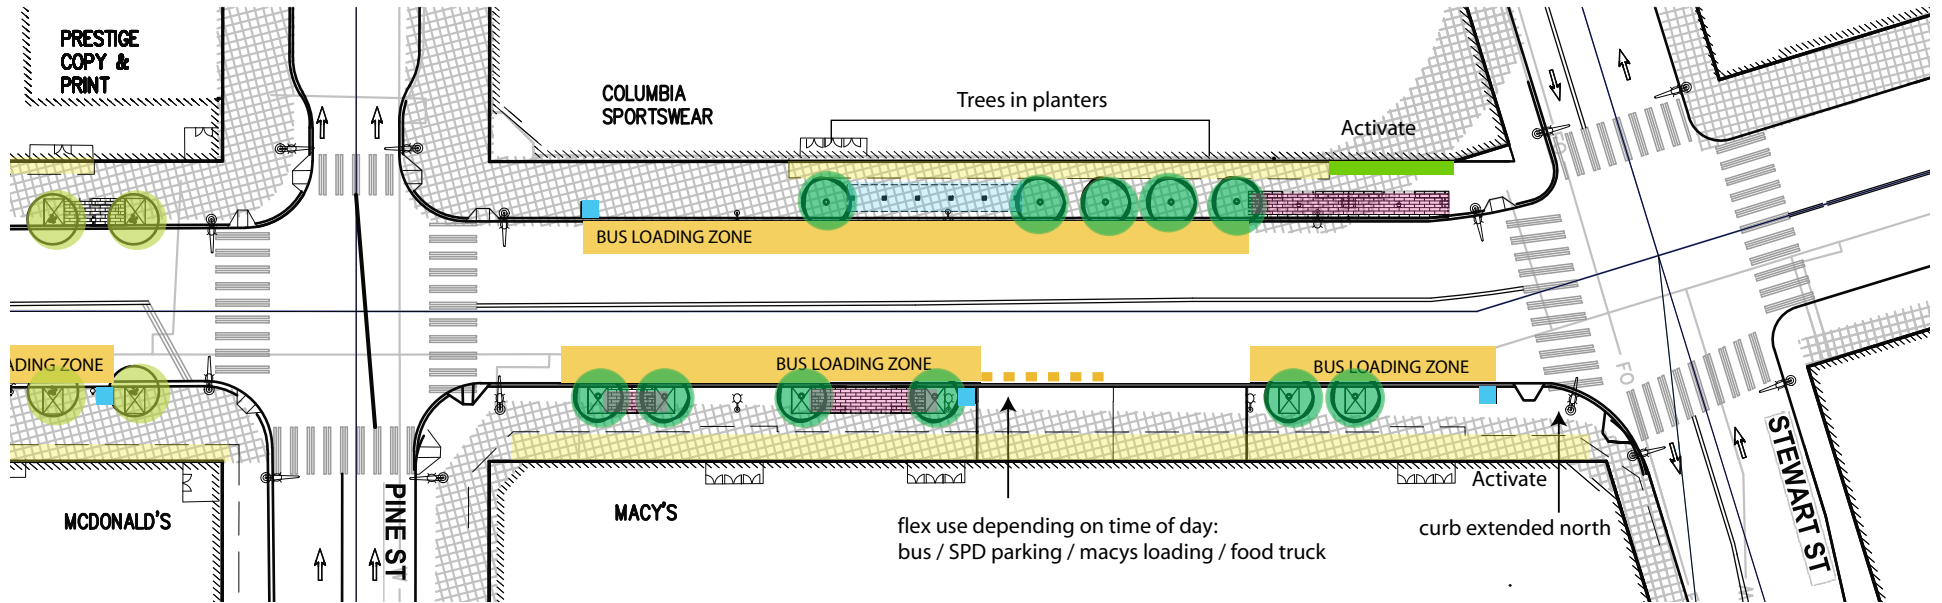 PRESTIGE
COPY &
PRINT
COLUMBIA
SPORTSWEAR
Trees in planters
Activate
BUS LOADING ZONE
ADING ZONE
BUS LOADING ZONE
BUS LOADING ZONE
FO
MCDONALD'S
PINE ST
MACY'S
flex use depending on time of day:
bus / SPD parking / macys loading / food truck
Activate
curb extended north
STEWART ST